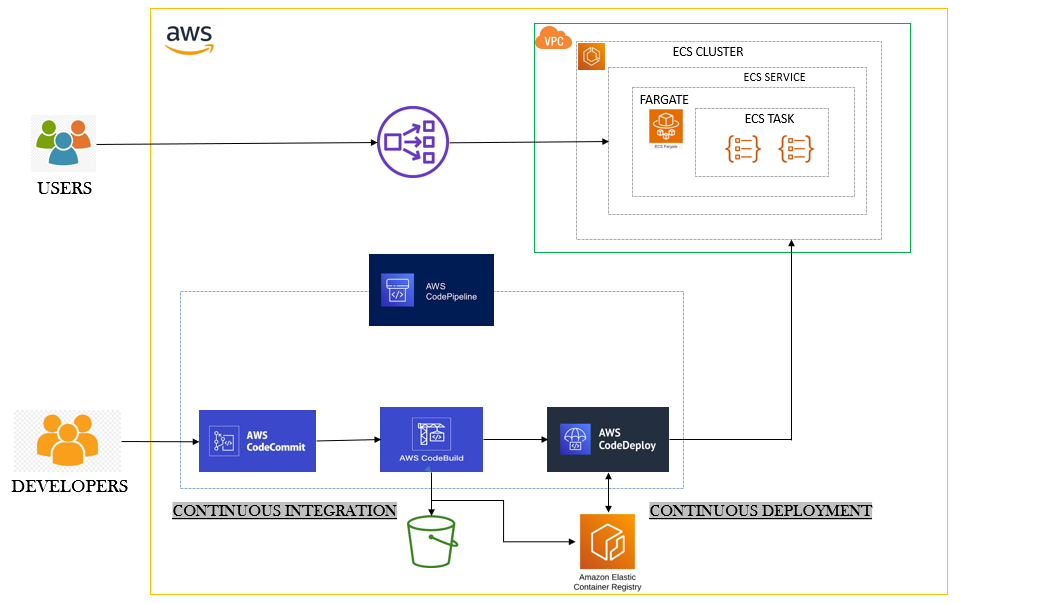 aws
VPC
ECS CLUSTER
ECS SERVICE
FARGATE
ECS TASK
ECS Fargate
USERS
AWS
CodePipeline
AWS
CodeCommit
AWS CodeBuild
AWS
CodeDeploy
DEVELOPERS
CONTINUOUS INTEGRATION
CONTINUOUS DEPLOYMENT
Amazon Elastic
Container Registry